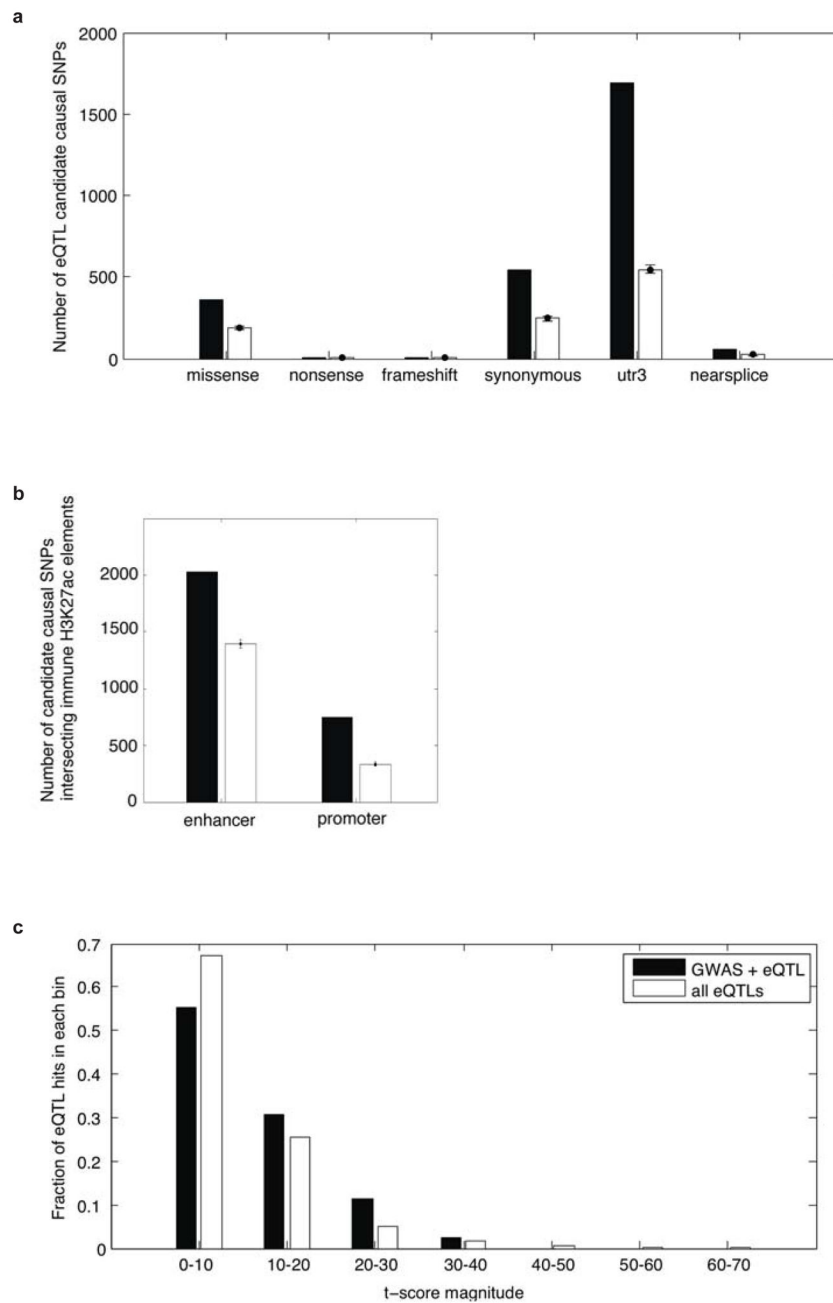 a
Number of eQTL candidate causal SNPs
2000
1500
1000
500
0
missense nonsense frameshift synonymous utr3 nearsplice
b
Number of candidate causal SNPs
intersecting immune H3K27ac elements
2000
1500
1000
500
0
enhancer promoter
c
Fraction of eQTL hits in each bin
0.7
0.6
0.5
0.4
0.3
0.2
0.1
0
GWAS + eQTL
all eQTLs
0-10 10-20 20-30 30-40 40-50 50-60 60-70
t-score magnitude